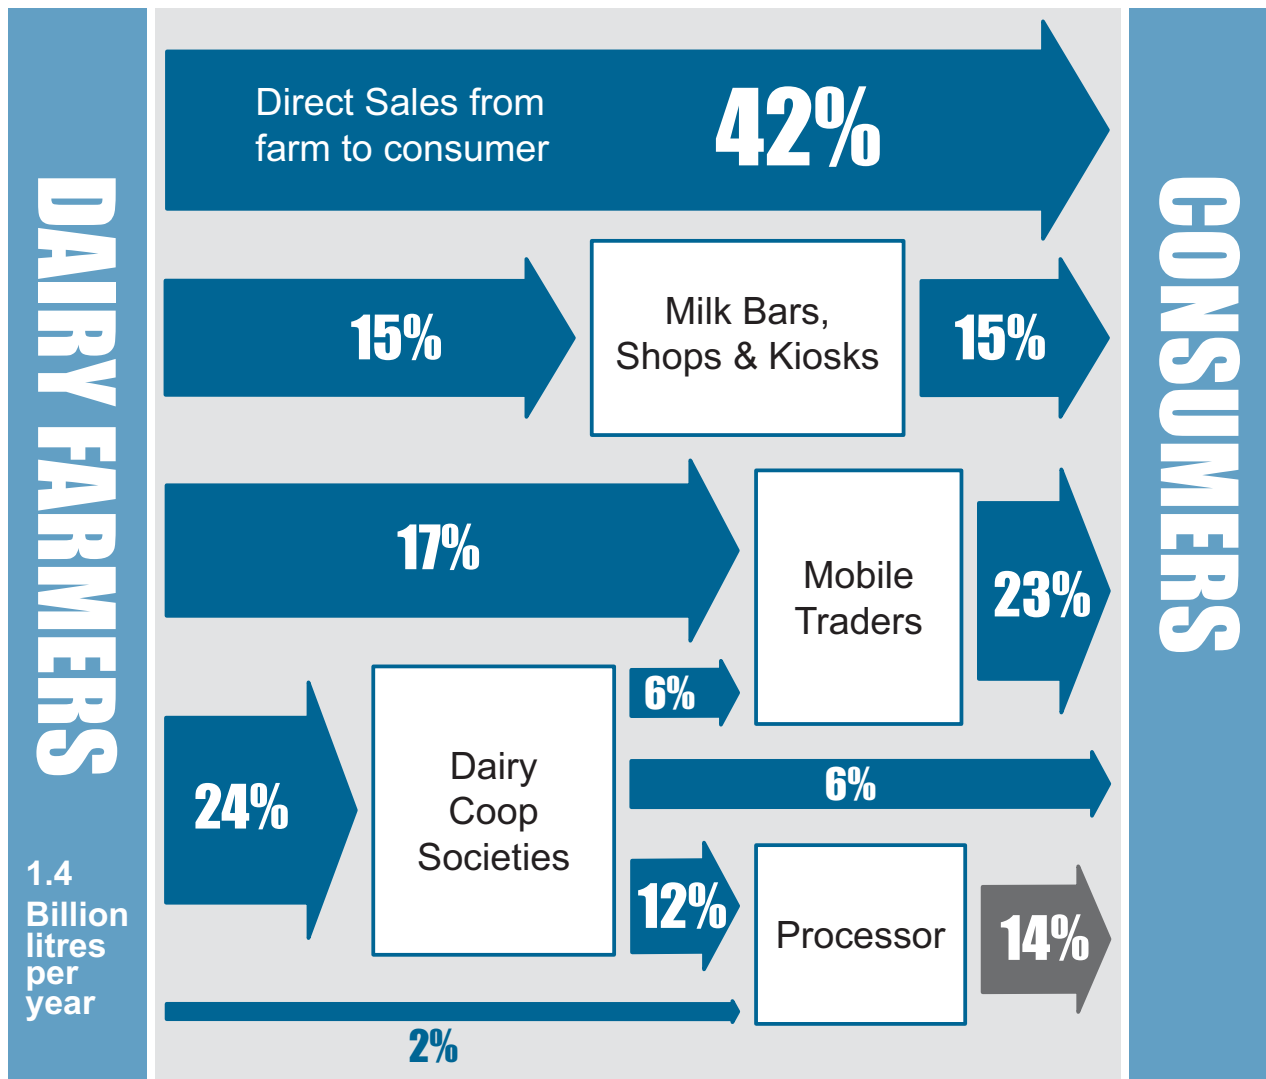 DAIRY FARMERS
1.4
Billion
litres
per
year
Direct Sales from
farm to consumer
42%
15%
Milk Bars,
Shops & Kiosks
15%
17%
Mobile
Traders
23%
24%
Dairy
Coop
Societies
6%
6%
12%
Processor
14%
2%
CONSUMERS